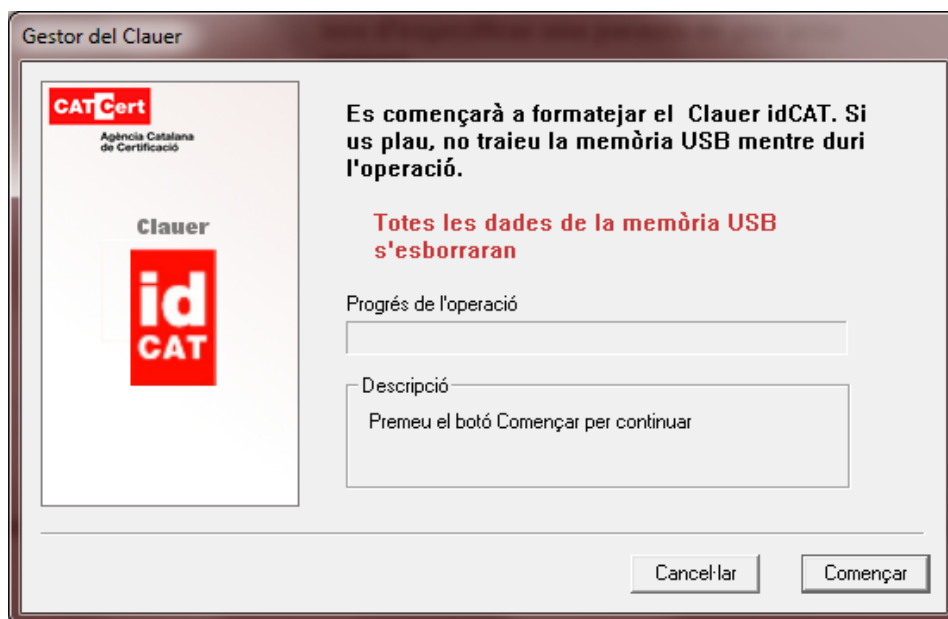 Gestor del Clauer
CATCert
Agència Catalana
de Certificació
Clauer
id
CAT
Es començarà a formatejar el  Clauer idCAT. Si
us plau, no traieu la memòria USB mentre duri
l'operació.
Totes les dades de la memòria USB
s'esborraran
Progrés de l'operació
Descripció
Premeu el botó Començar per continuar
Cancel·lar
Començar